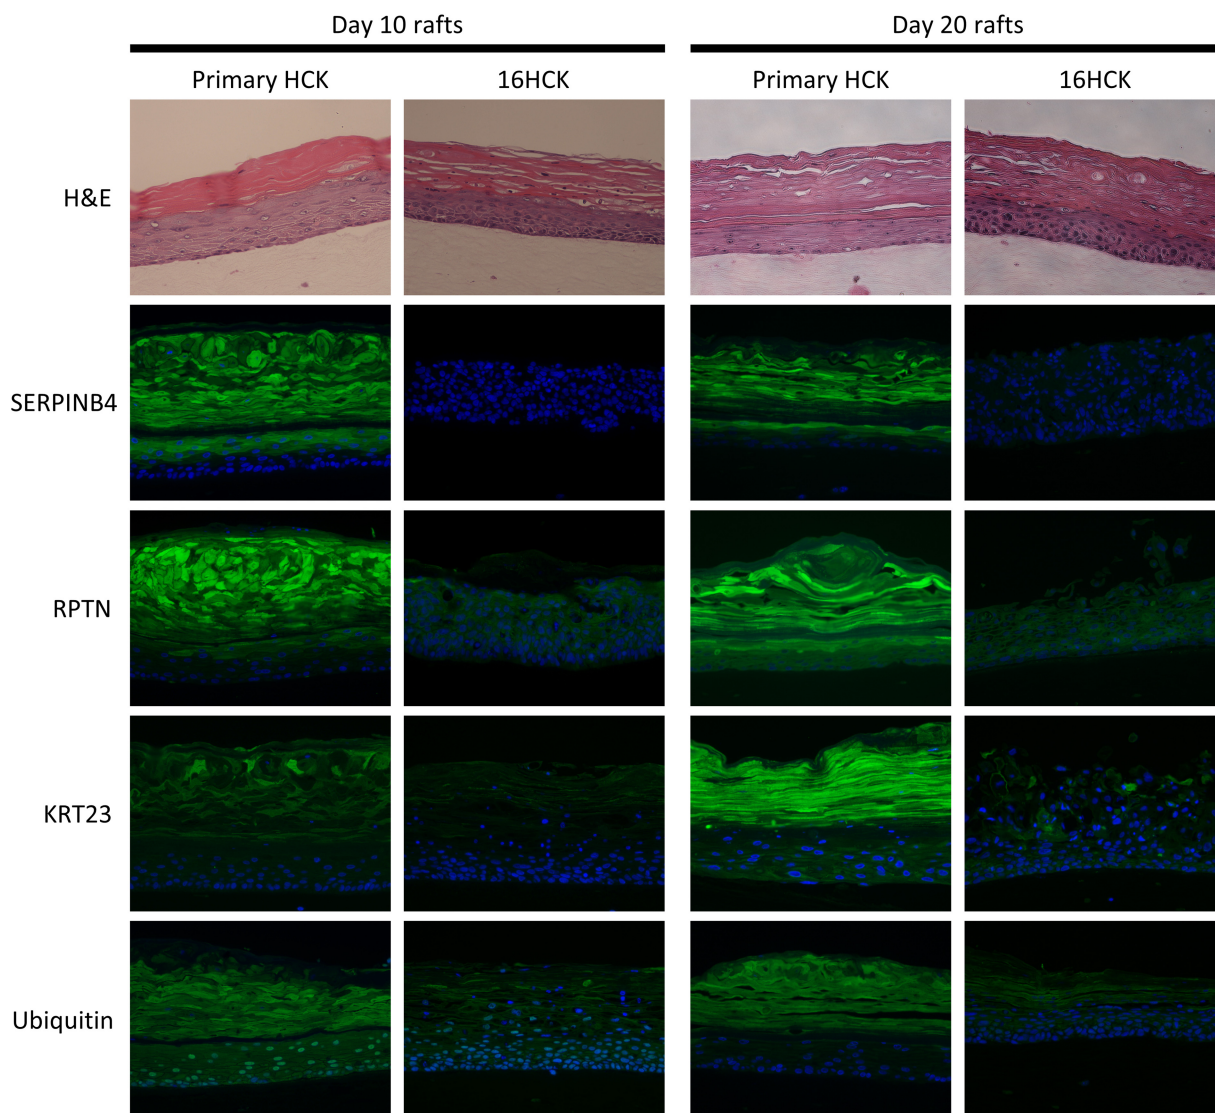 Day 10 rafts
Day 20 rafts
Primary HCK
16HCK
Primary HCK
16HCK
H&E
SERPINB4
RPTN
KRT23
Ubiquitin